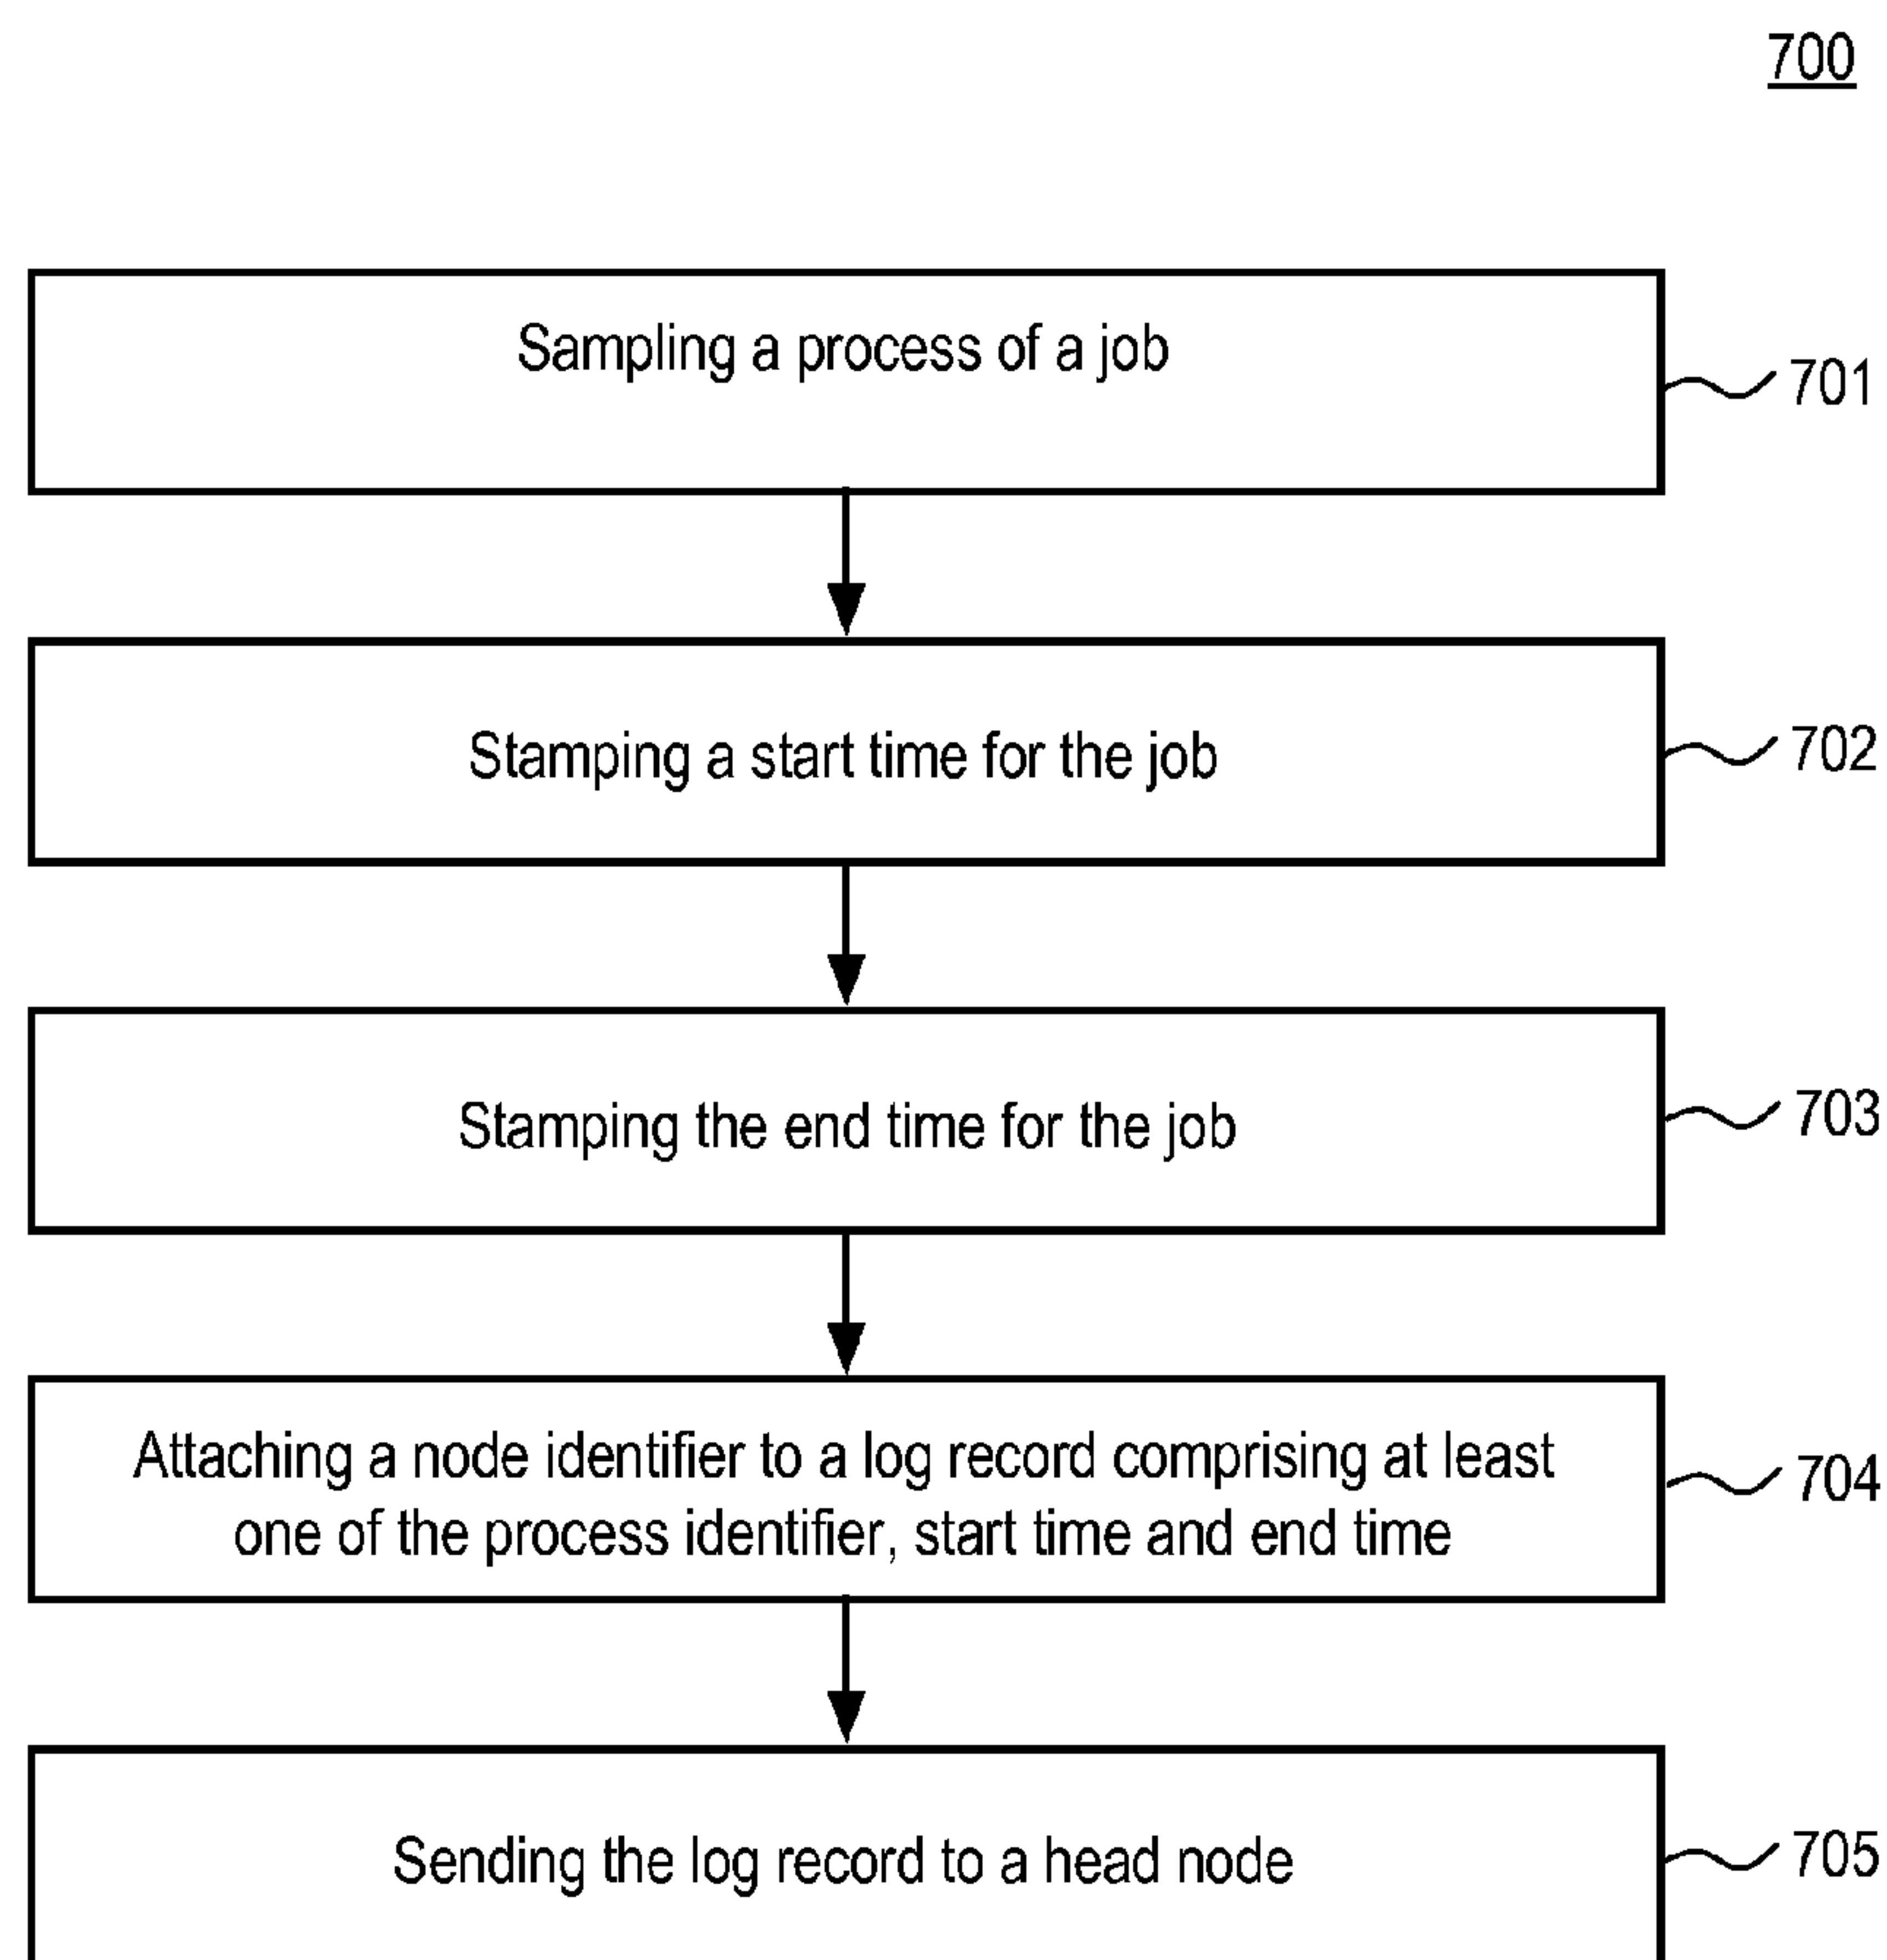 700
Sampling a process of a job
701
Stamping a start time for the job
702
Stamping the end time for the job
703
Attaching a node identifier to a log record comprising at least
one of the process identifier, start time and end time
704
Sending the log record to a head node
705